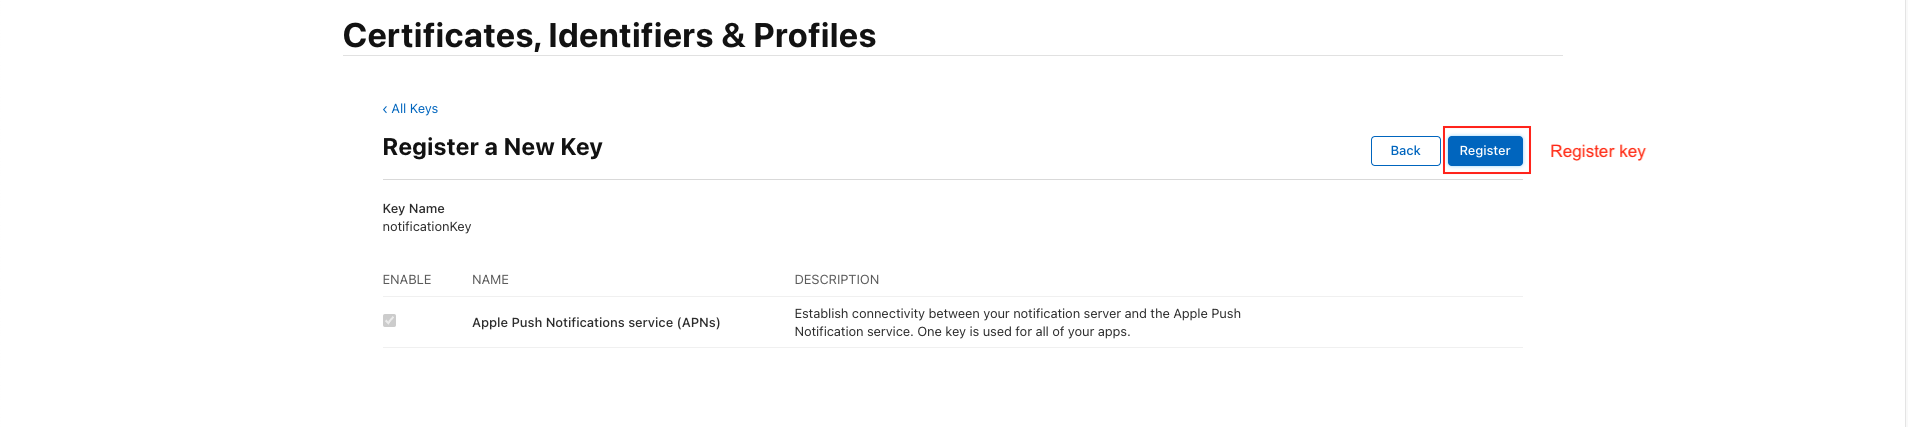 Certificates, Identifiers & Profiles
‹ All Keys
Register a New Key
Back
Register
Register key
Key Name
notificationKey
ENABLE NAME DESCRIPTION
Apple Push Notifications service (APNs)
Establish connectivity between your notification server and the Apple Push
Notification service. One key is used for all of your apps.